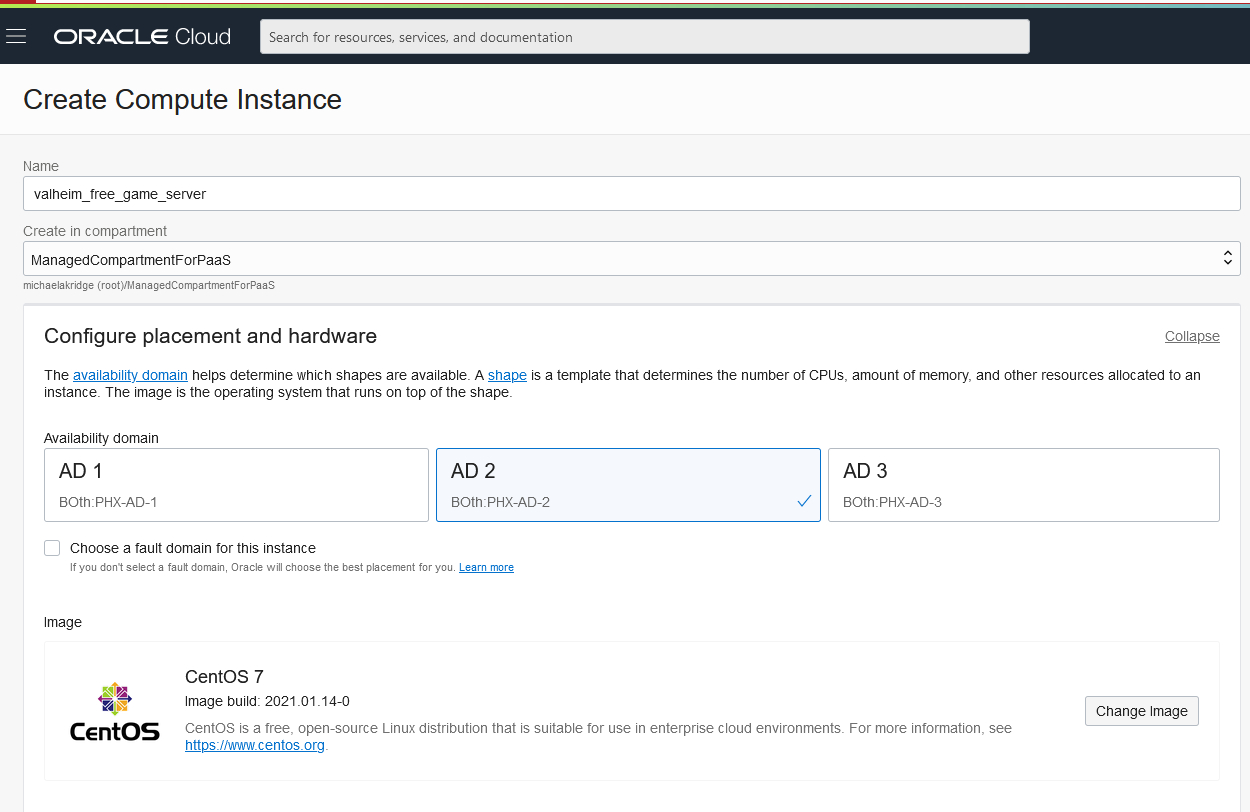 ORACLE Cloud
Search for resources, services, and documentation
Create Compute Instance
Name
valheim_free_game_server
Create in compartment
ManagedCompartmentForPaaS
michaelakridge (root)/ManagedCompartmentForPaaS
Configure placement and hardware
Collapse
The availability domain helps determine which shapes are available. A shape is a template that determines the number of CPUs, amount of memory, and other resources allocated to an
instance. The image is the operating system that runs on top of the shape.
Availability domain
AD 1
BOth:PHX-AD-1
AD 2
BOth:PHX-AD-2
AD 3
BOth:PHX-AD-3
Choose a fault domain for this instance
If you don't select a fault domain, Oracle will choose the best placement for you. Learn more
Image
CentOS
CentOS 7
Image build: 2021.01.14-0
CentOS is a free, open-source Linux distribution that is suitable for use in enterprise cloud environments. For more information, see
https://www.centos.org.
Change Image